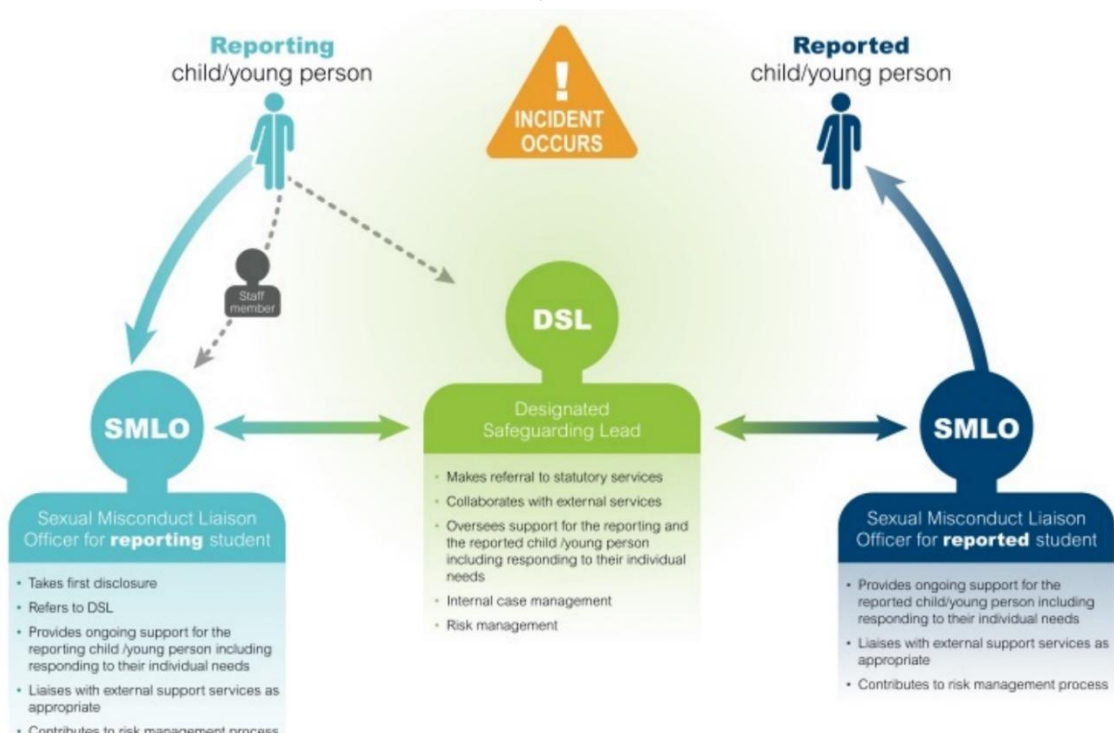 Reporting
child/young person
!
INCIDENT
OCCURS
Reported
child/young person
Staff
member
SMLO
DSL
SMLO
Sexual Misconduct Liaison
Officer for reporting student
• Takes first disclosure
• Refers to DSL
• Provides ongoing support for the
reporting child /young person including
responding to their individual needs
• Liaises with external support services as
appropriate
• Contributes to risk management process
Designated
Safeguarding Lead
• Makes referral to statutory services
• Collaborates with external services
• Oversees support for the reporting and
the reported child /young person
including responding to their individual
needs
• Internal case management
• Risk management
Sexual Misconduct Liaison
Officer for reported student
• Provides ongoing support for the
reported child/young person including
responding to their individual needs
• Liaises with external support services as
appropriate
• Contributes to risk management process